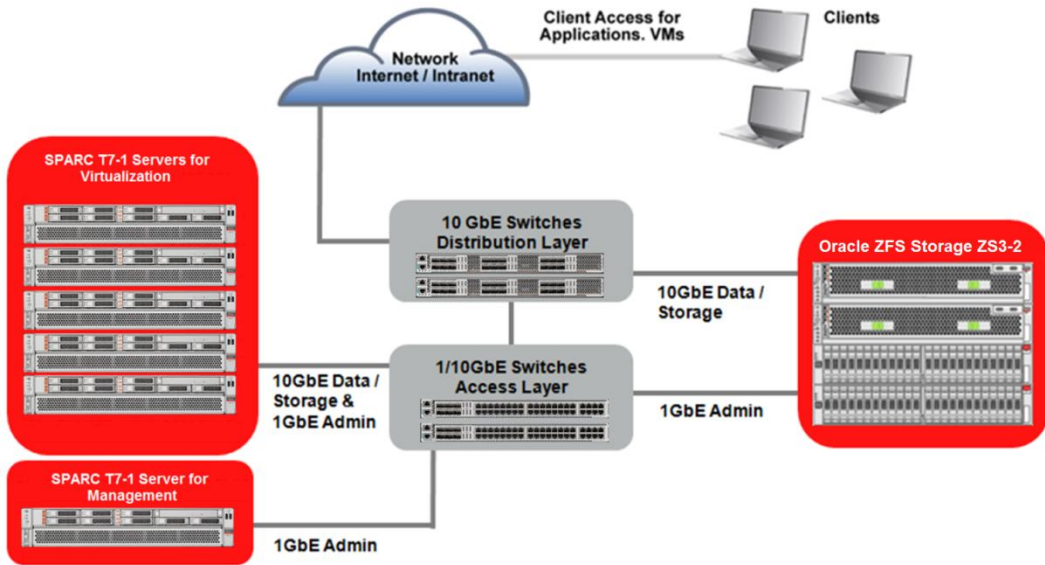 Client Access for
Applications. VMs
Clients
Network
Internet / Intranet
SPARC T7-1 Servers for
Virtualization
10 GbE Switches
Distribution Layer
Oracle ZFS Storage ZS3-2
10GbE Data /
Storage
1/10GbE Switches
Access Layer
10GbE Data /
Storage &
1GbE Admin
1GbE Admin
SPARC T7-1 Server for
Management
1GbE Admin